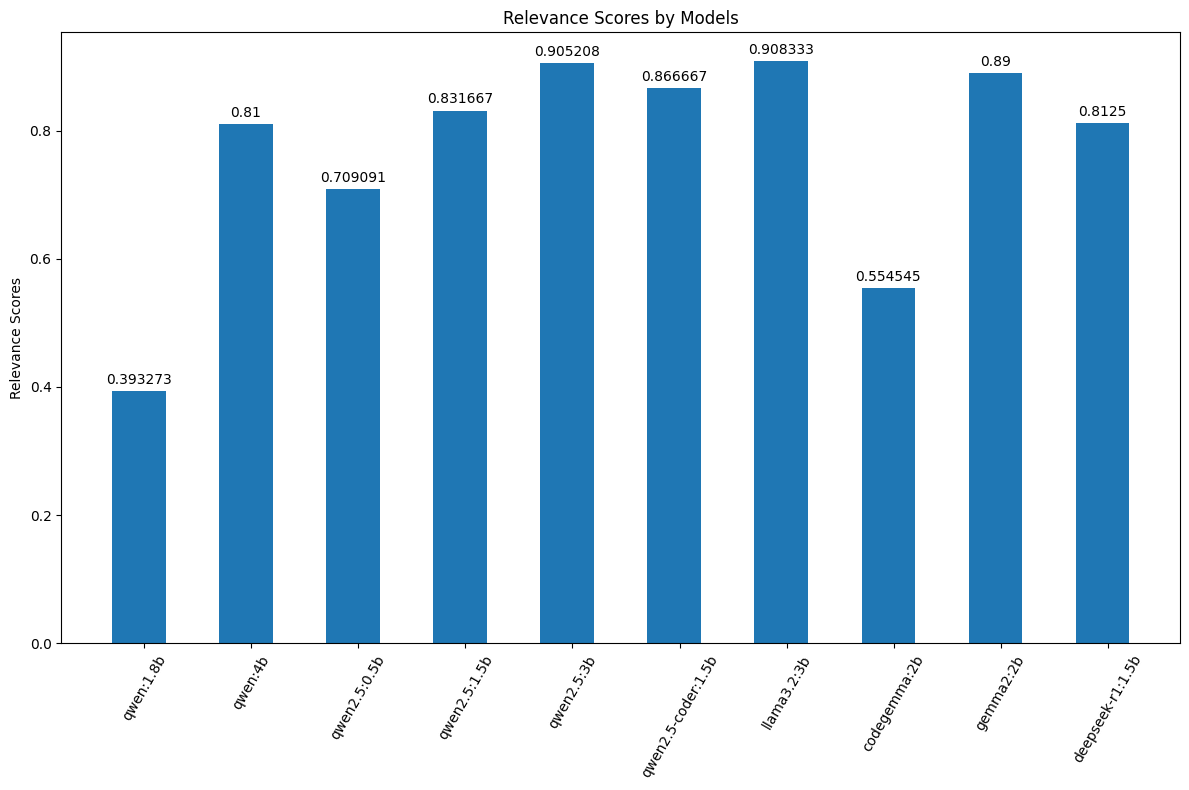 Relevance Scores by Models
Relevance Scores
0.8
0.6
0.4
0.2
0.0
0.393273
0.81
0.709091
0.831667
0.905208
0.866667
0.908333
0.554545
0.89
0.8125
qwen:1.8b
qwen:4b
qwen2.5:0.5b
qwen2.5:1.5b
qwen2.5:3b
qwen2.5-coder:1.5b
llama3.2:3b
codegemma:2b
gemma2:2b
deepseek-r1:1.5b